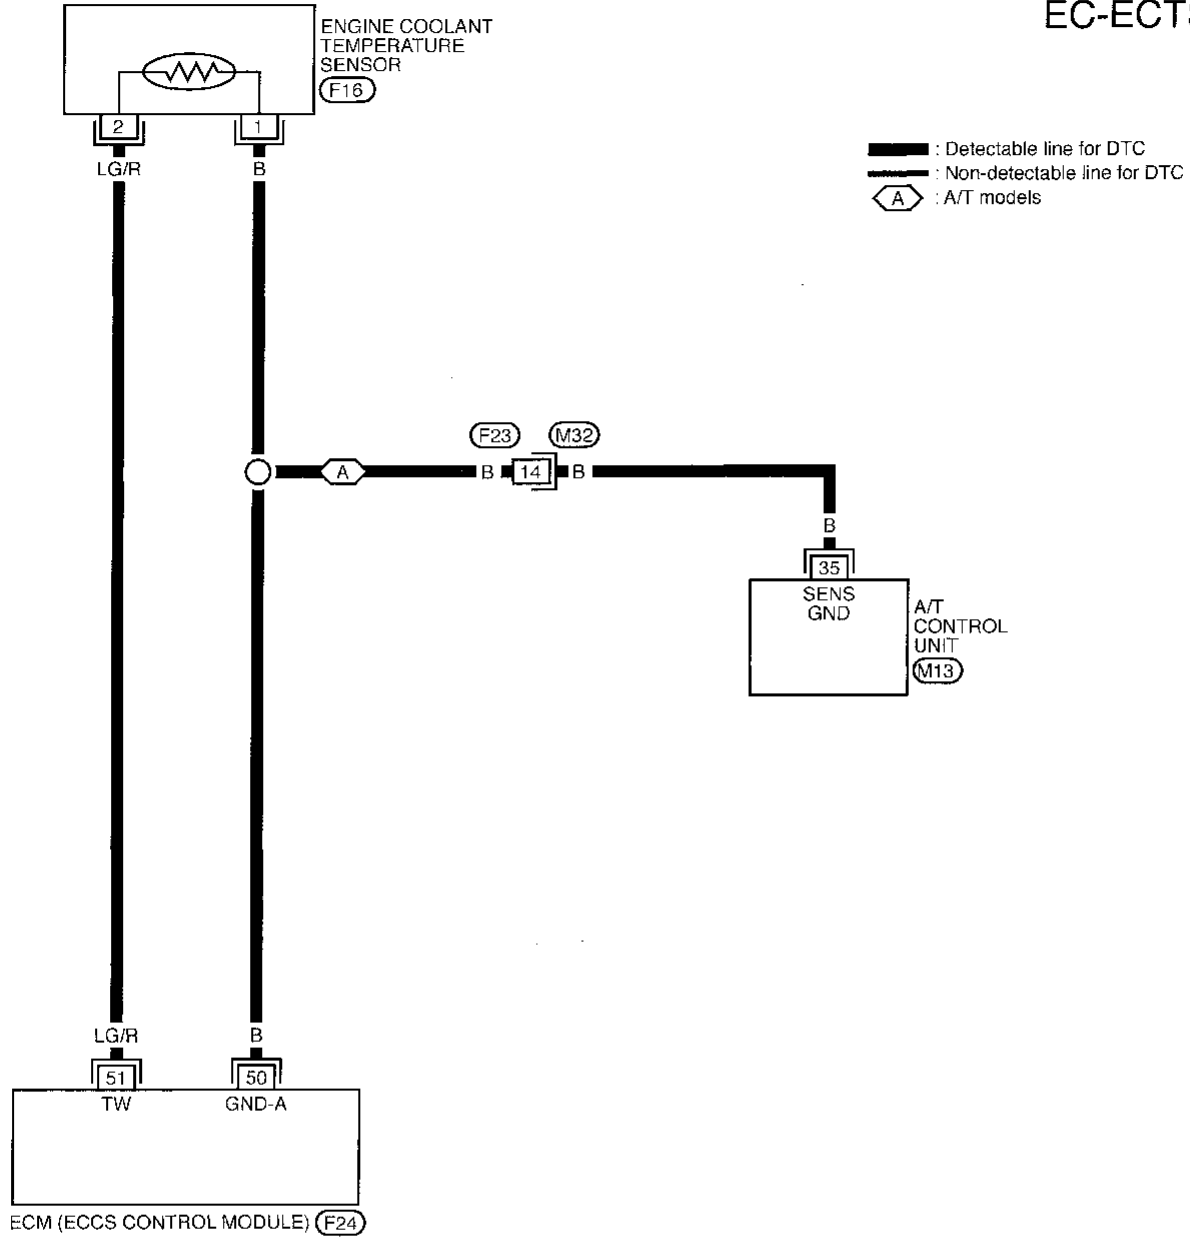 EC-ECTS
ENGINE COOLANT
TEMPERATURE
SENSOR
F16
2
1
LG/R
B
: Detectable line for DTC
: Non-detectable line for DTC
A
: A/T models
F23
M32
A
B
14
B
B
35
SENS
GND
A/T
CONTROL
UNIT
M13
LG/R
B
51
50
TW
GND-A
ECM (ECCS CONTROL MODULE)
F24